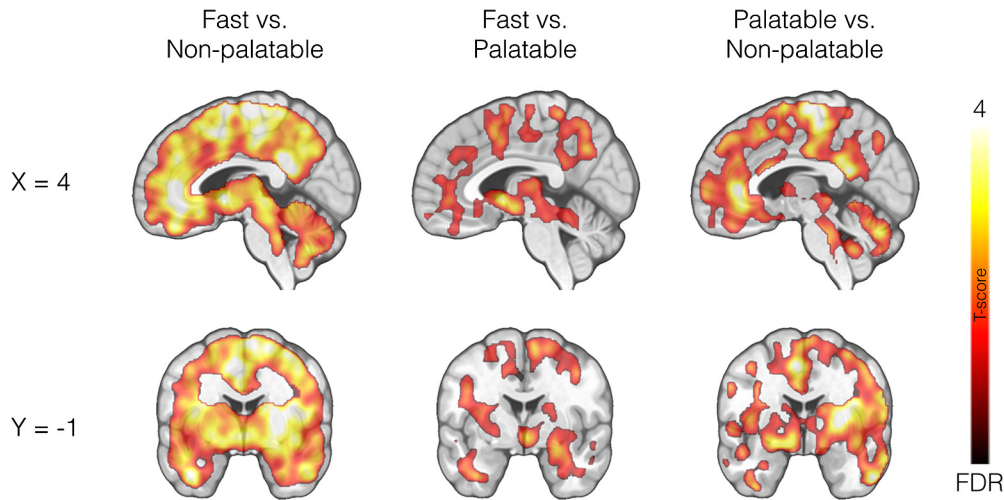 Fast vs.
Non-palatable
Fast vs.
Palatable
Palatable vs.
Non-palatable
X = 4
Y = -1
4
T-score
FDR